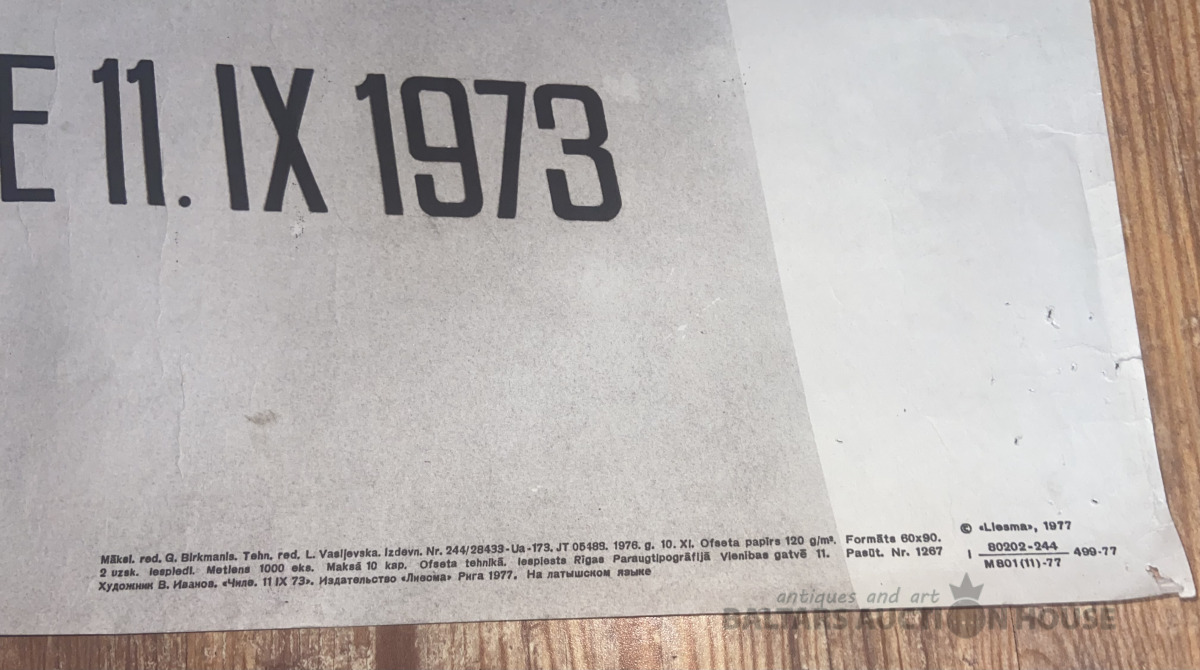 E 11. IX 1973
Māksl. red. G. Birkmanis. Tehn. red. L. Vasiļjevska. Izdevn. Nr. 244/28433-Ua-173. JT 05489. 1976. g. 10. XI. Ofseta papīrs 120 g/m². Formāts 60x90.
2 uzsk. iespiedl. Metiens 1000 eks. Maksā 10 kap. Ofseta tehnikā. Iespiests Rīgas Paraugtipogrāfijā Vienības gatvē 11. Pasūt. Nr. 1267
Художник В. Иванов. «Чиле. 11 IX 73». Издательство «Лиесма» Рига 1977. На латышском языке
© «Liesma», 1977
I 80202-244 499-77
M801(11)-77
antiques and art
BALTARS AUCTION HOUSE